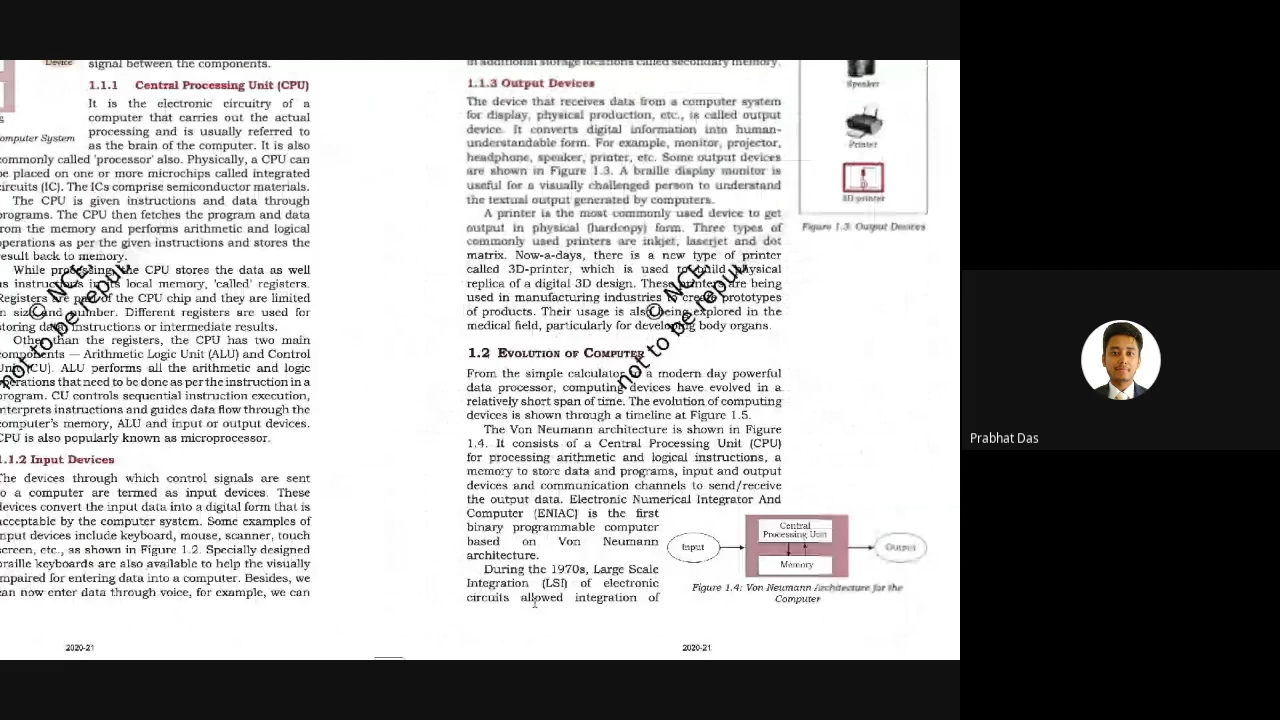 Device
signal between the components.
1.1.1 Central Processing Unit (CPU)
It is the electronic circuitry of a
computer that carries out the actual
omputer System
processing and is usually referred to
as the brain of the computer. It is also
commonly called 'processor' also. Physically, a CPU can
be placed on one or more microchips called integrated
circuits (IC). The ICs comprise semiconductor materials.
The CPU is given instructions and data through
programs. The CPU then fetches the program and data
from the memory and performs arithmetic and logical
operations as per the given instructions and stores the
result back to memory.
While processing, the CPU stores the data as well
as instructions in its local memory, 'called' registers.
Registers are part of the CPU chip and they are limited
in size and number. Different registers are used for
storing data, instructions or intermediate results.
Other than the registers, the CPU has two main
components — Arithmetic Logic Unit (ALU) and Control
Unit (CU). ALU performs all the arithmetic and logic
operations that need to be done as per the instruction in a
program. CU controls sequential instruction execution,
interprets instructions and guides data flow through the
computer's memory, ALU and input or output devices.
CPU is also popularly known as microprocessor.
1.1.2 Input Devices
The devices through which control signals are sent
to a computer are termed as input devices. These
devices convert the input data into a digital form that is
acceptable by the computer system. Some examples of
input devices include keyboard, mouse, scanner, touch
screen, etc., as shown in Figure 1.2. Specially designed
braille keyboards are also available to help the visually
impaired for entering data into a computer. Besides, we
can now enter data through voice, for example, we can
© NCE
not to be repub
2020-21
in additional storage locations called secondary memory.
1.1.3 Output Devices
The device that receives data from a computer system
for display, physical production, etc., is called output
device. It converts digital information into human-
understandable form. For example, monitor, projector,
headphone, speaker, printer, etc. Some output devices
are shown in Figure 1.3. A braille display monitor is
useful for a visually challenged person to understand
the textual output generated by computers.
A printer is the most commonly used device to get
output in physical (hardcopy) form. Three types of
commonly used printers are inkjet, laserjet and dot
matrix. Now-a-days, there is a new type of printer
called 3D-printer, which is used to build physical
replica of a digital 3D design. These printers are being
used in manufacturing industries to create prototypes
of products. Their usage is also being explored in the
medical field, particularly for developing body organs.
1.2 Evolution of Computer
From the simple calculator to a modern day powerful
data processor, computing devices have evolved in a
relatively short span of time. The evolution of computing
devices is shown through a timeline at Figure 1.5.
The Von Neumann architecture is shown in Figure
1.4. It consists of a Central Processing Unit (CPU)
for processing arithmetic and logical instructions, a
memory to store data and programs, input and output
devices and communication channels to send/receive
the output data. Electronic Numerical Integrator And
Computer (ENIAC) is the first
binary programmable computer
based on Von Neumann
architecture.
During the 1970s, Large Scale
Integration (LSI) of electronic
circuits allowed integration of
© NCE
not to be repub
Speaker
Printer
3D printer
Figure 1.3: Output Devices
Input
Central
Processing Unit
Memory
Output
Figure 1.4: Von Neumann Architecture for the
Computer
2020-21
Prabhat Das